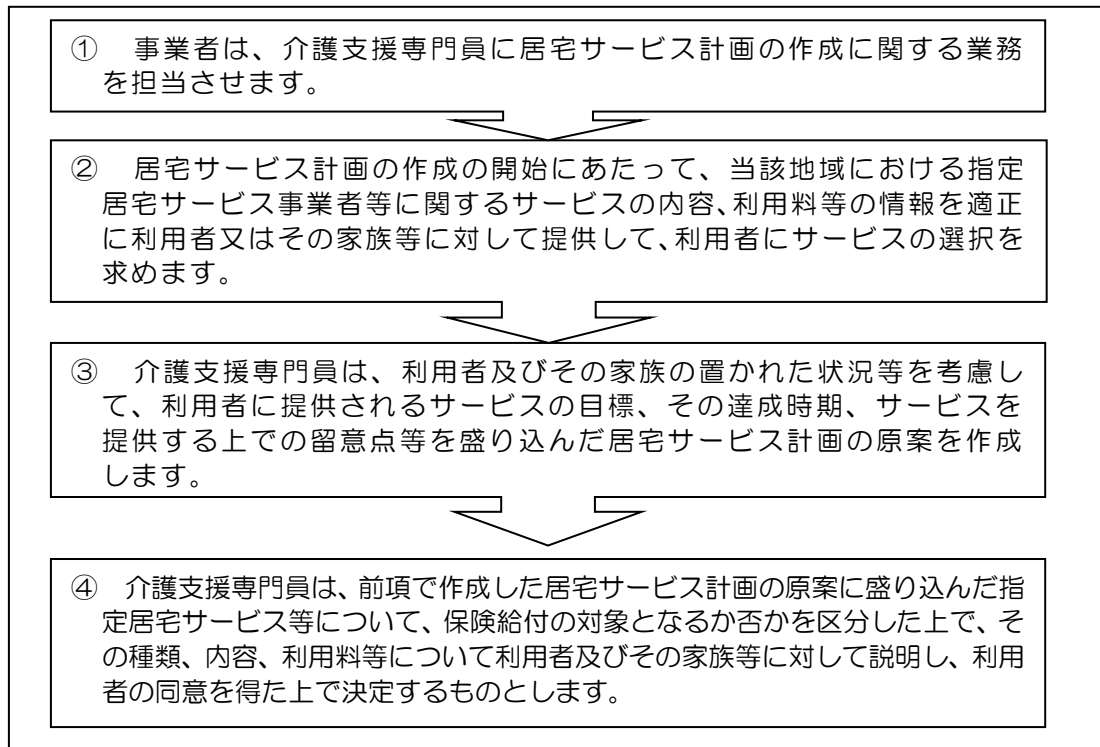 ① 事業者は、介護支援専門員に居宅サービス計画の作成に関する業務
を担当させます。
② 居宅サービス計画の作成の開始にあたって、当該地域における指定
居宅サービス事業者等に関するサービスの内容、利用料等の情報を適正
に利用者又はその家族等に対して提供して、利用者にサービスの選択を
求めます。
③ 介護支援専門員は、利用者及びその家族の置かれた状況等を考慮し
て、利用者に提供されるサービスの目標、その達成時期、サービスを
提供する上での留意点等を盛り込んだ居宅サービス計画の原案を作成
します。
④ 介護支援専門員は、前項で作成した居宅サービス計画の原案に盛り込んだ指
定居宅サービス等について、保険給付の対象となるか否かを区分した上で、そ
の種類、内容、利用料等について利用者及びその家族等に対して説明し、利用
者の同意を得た上で決定するものとします。